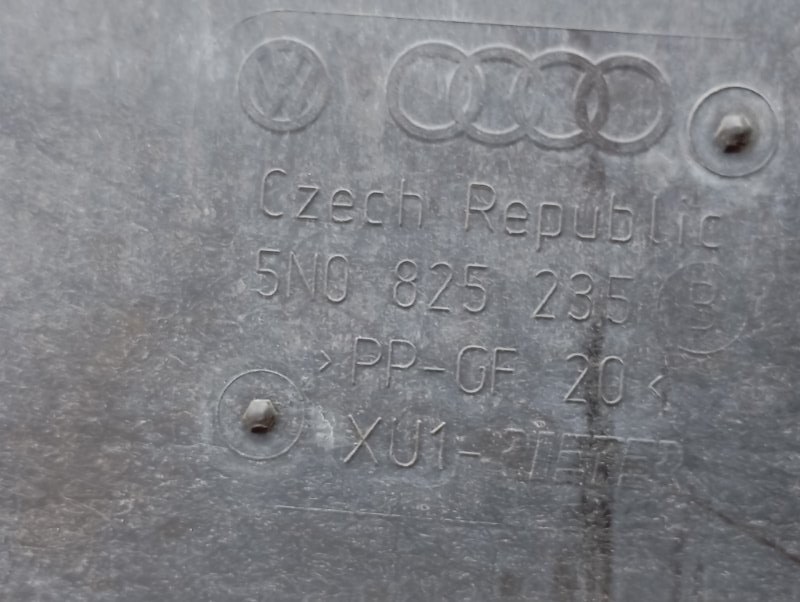 Czech Republic
5N0 825 235 B
>PP-GF 20<
XU1-